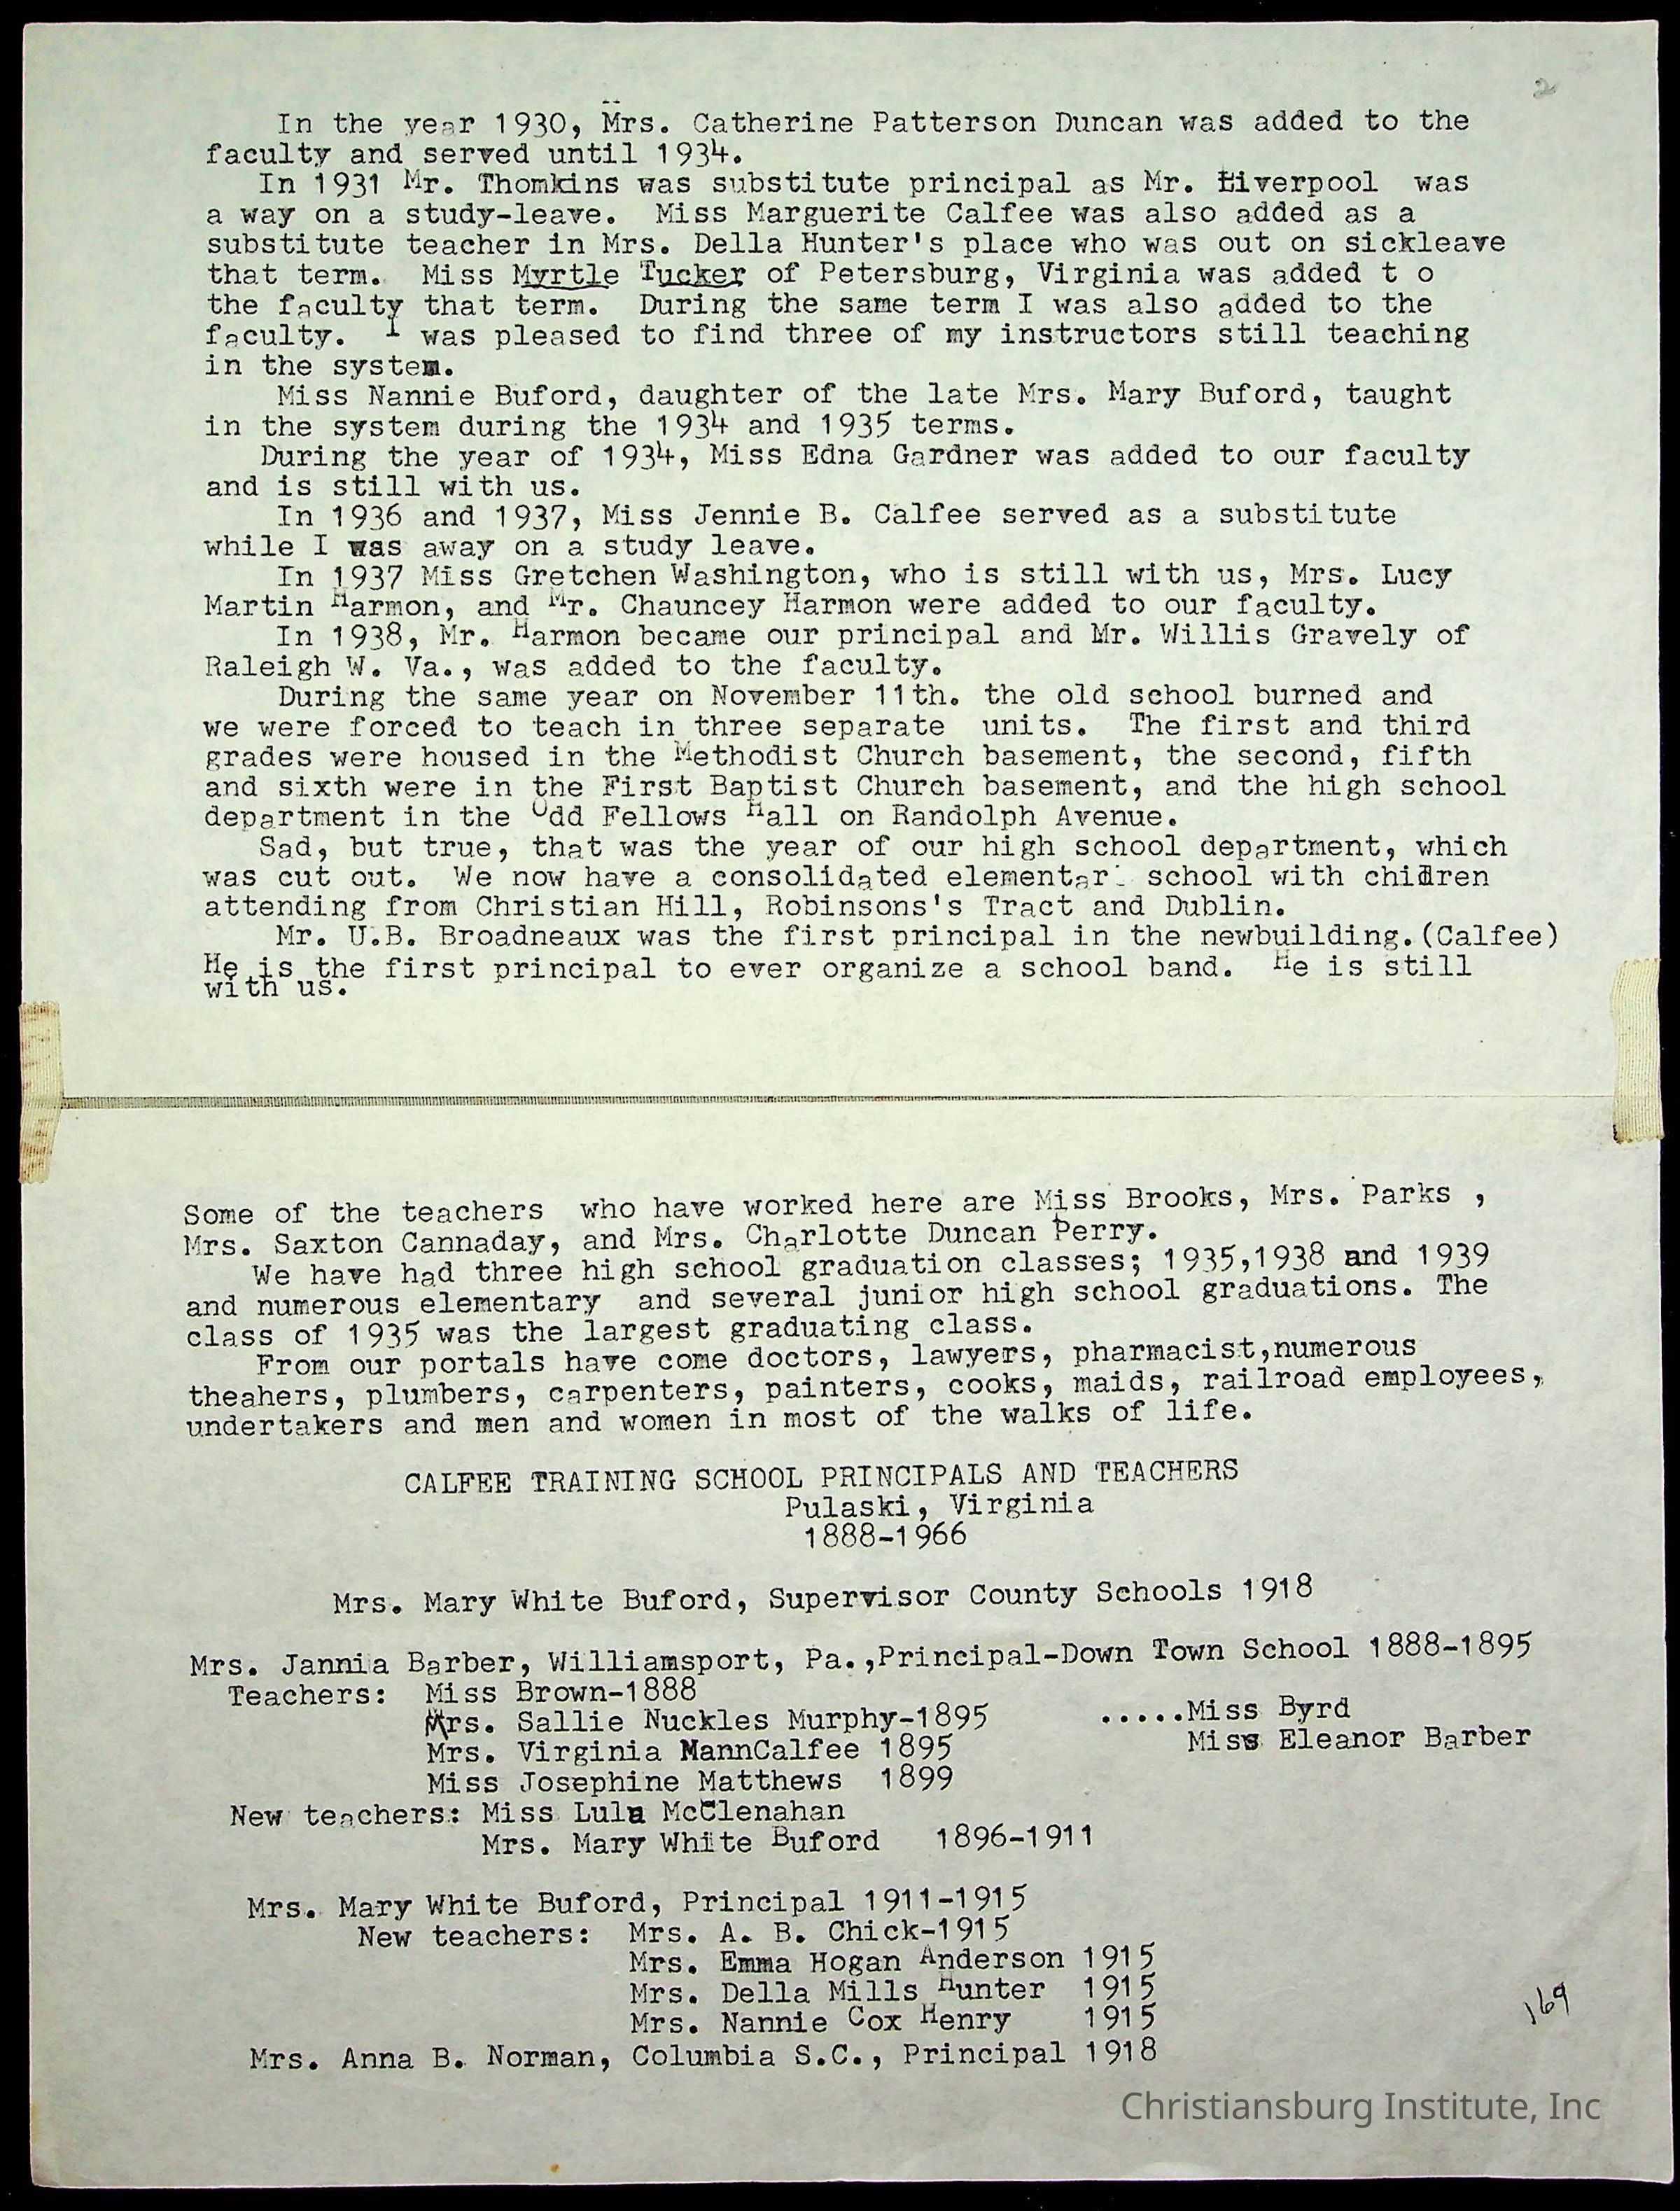 2
In the year 1930, Mrs. Catherine Patterson Duncan was added to the
faculty and served until 1934.
In 1931 Mr. Thomkins was substitute principal as Mr. Liverpool was
a way on a study-leave. Miss Marguerite Calfee was also added as a
substitute teacher in Mrs. Della Hunter's place who was out on sickleave
that term. Miss Myrtle Tucker of Petersburg, Virginia was added t o
the faculty that term. During the same term I was also added to the
faculty. I was pleased to find three of my instructors still teaching
in the system.
Miss Nannie Buford, daughter of the late Mrs. Mary Buford, taught
in the system during the 1934 and 1935 terms.
During the year of 1934, Miss Edna Gardner was added to our faculty
and is still with us.
In 1936 and 1937, Miss Jennie B. Calfee served as a substitute
while I was away on a study leave.
In 1937 Miss Gretchen Washington, who is still with us, Mrs. Lucy
Martin Harmon, and Mr. Chauncey Harmon were added to our faculty.
In 1938, Mr. Harmon became our principal and Mr. Willis Gravely of
Raleigh W. Va., was added to the faculty.
During the same year on November 11th. the old school burned and
we were forced to teach in three separate units. The first and third
grades were housed in the Methodist Church basement, the second, fifth
and sixth were in the First Baptist Church basement, and the high school
department in the Odd Fellows Hall on Randolph Avenue.
Sad, but true, that was the year of our high school department, which
was cut out. We now have a consolidated elementar. school with children
attending from Christian Hill, Robinsons's Tract and Dublin.
Mr. U.B. Broadneaux was the first principal in the newbuilding.(Calfee)
He is the first principal to ever organize a school band. He is still
with us.
Some of the teachers who have worked here are Miss Brooks, Mrs. Parks ,
Mrs. Saxton Cannaday, and Mrs. Charlotte Duncan Perry.
We have had three high school graduation classes; 1935,1938 and 1939
and numerous elementary and several junior high school graduations. The
class of 1935 was the largest graduating class.
From our portals have come doctors, lawyers, pharmacist,numerous
theahers, plumbers, carpenters, painters, cooks, maids, railroad employees,
undertakers and men and women in most of the walks of life.
CALFEE TRAINING SCHOOL PRINCIPALS AND TEACHERS
Pulaski, Virginia
1888-1966
Mrs. Mary White Buford, Supervisor County Schools 1918
Mrs. Jannia Barber, Williamsport, Pa.,Principal-Down Town School 1888-1895
Teachers: Miss Brown-1888
Mrs. Sallie Nuckles Murphy-1895 .....Miss Byrd
Mrs. Virginia MannCalfee 1895 Miss Eleanor Barber
Miss Josephine Matthews 1899
New teachers: Miss Lula McClenahan
Mrs. Mary White Buford 1896-1911
Mrs. Mary White Buford, Principal 1911-1915
New teachers: Mrs. A. B. Chick-1915
Mrs. Emma Hogan Anderson 1915
Mrs. Della Mills Hunter 1915
Mrs. Nannie Cox Henry 1915
Mrs. Anna B. Norman, Columbia S.C., Principal 1918
169
Christiansburg Institute, Inc